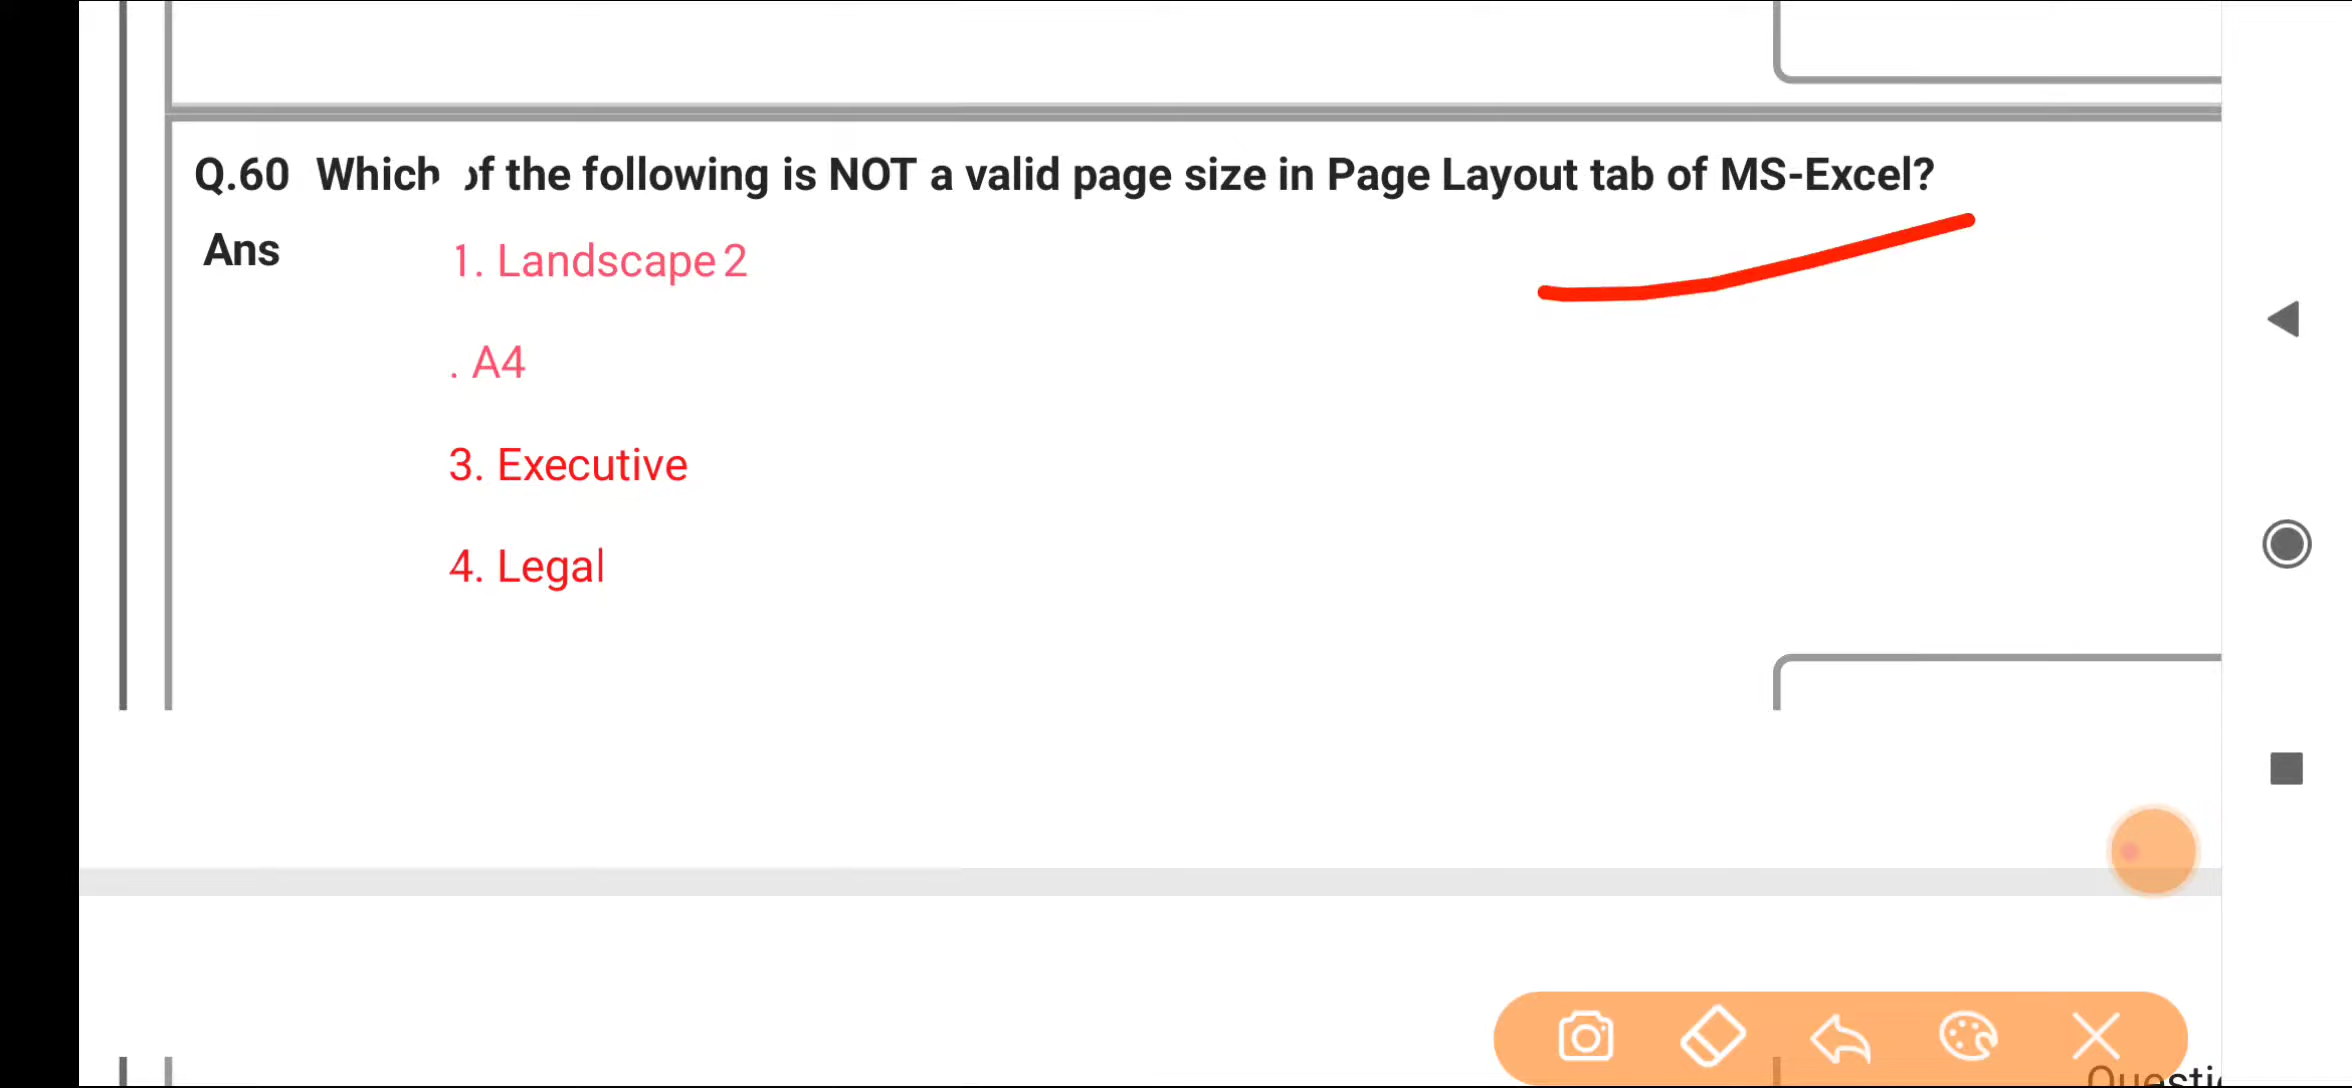 Q.60 Which of the following is NOT a valid page size in Page Layout tab of MS-Excel?
Ans 1. Landscape 2
. A4
3. Executive
4. Legal